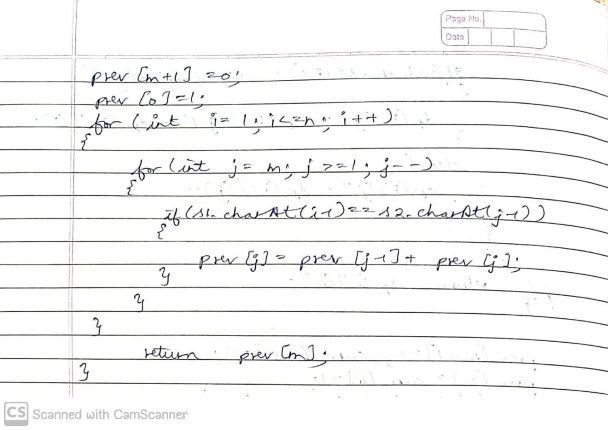 Page No.
Date
prev [m+1] =0;
prev [0]=1;
for (int i= 1; i<=n; i++)
{
for (int j= m; j>=1; j--)
{
if (s1.charAt(i-1)==s2.charAt(j-1))
{
prev [j]= prev [j-1]+ prev [j];
}
}
}
return prev [m];
}
CS Scanned with CamScanner